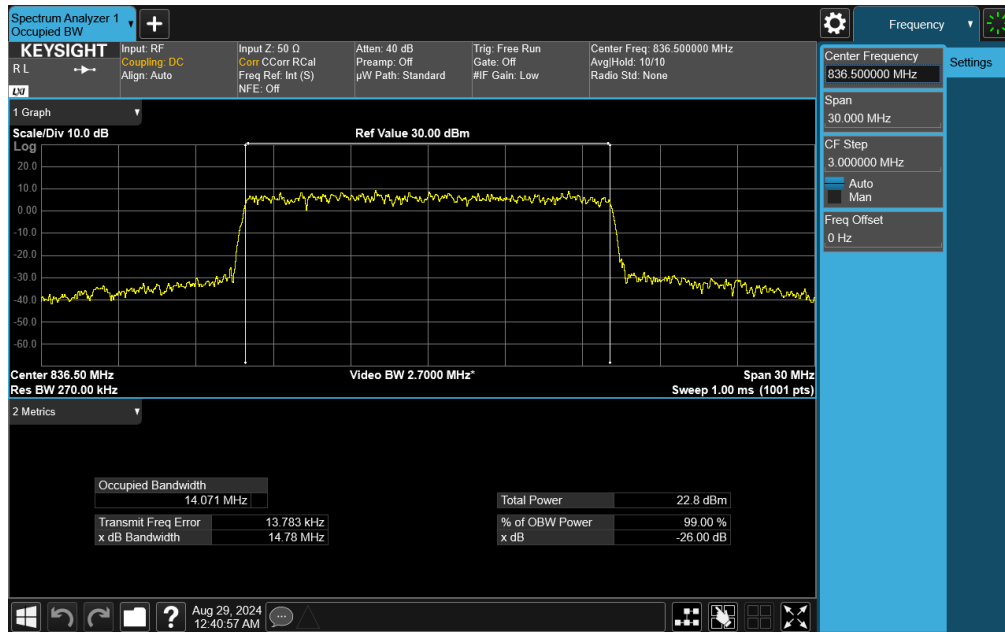 Spectrum Analyzer 1
Occupied BW
Frequency
KEYSIGHT
R L
LXI
Input: RF
Coupling: DC
Align: Auto
Input Z: 50 Ω
Corr CCorr RCal
Freq Ref: Int (S)
NFE: Off
Atten: 40 dB
Preamp: Off
µW Path: Standard
Trig: Free Run
Gate: Off
#IF Gain: Low
Center Freq: 836.500000 MHz
Avg|Hold: 10/10
Radio Std: None
Center Frequency
836.500000 MHz
Settings
Span
30.000 MHz
CF Step
3.000000 MHz
Auto
Man
Freq Offset
0 Hz
1 Graph
Scale/Div 10.0 dB
Ref Value 30.00 dBm
Log
20.0
10.0
0.00
-10.0
-20.0
-30.0
-40.0
-50.0
-60.0
Center 836.50 MHz
Video BW 2.7000 MHz*
Span 30 MHz
Res BW 270.00 kHz
Sweep 1.00 ms (1001 pts)
2 Metrics
Occupied Bandwidth
14.071 MHz
Total Power 22.8 dBm
Transmit Freq Error 13.783 kHz
% of OBW Power 99.00 %
x dB Bandwidth 14.78 MHz
x dB -26.00 dB
Aug 29, 2024
12:40:57 AM